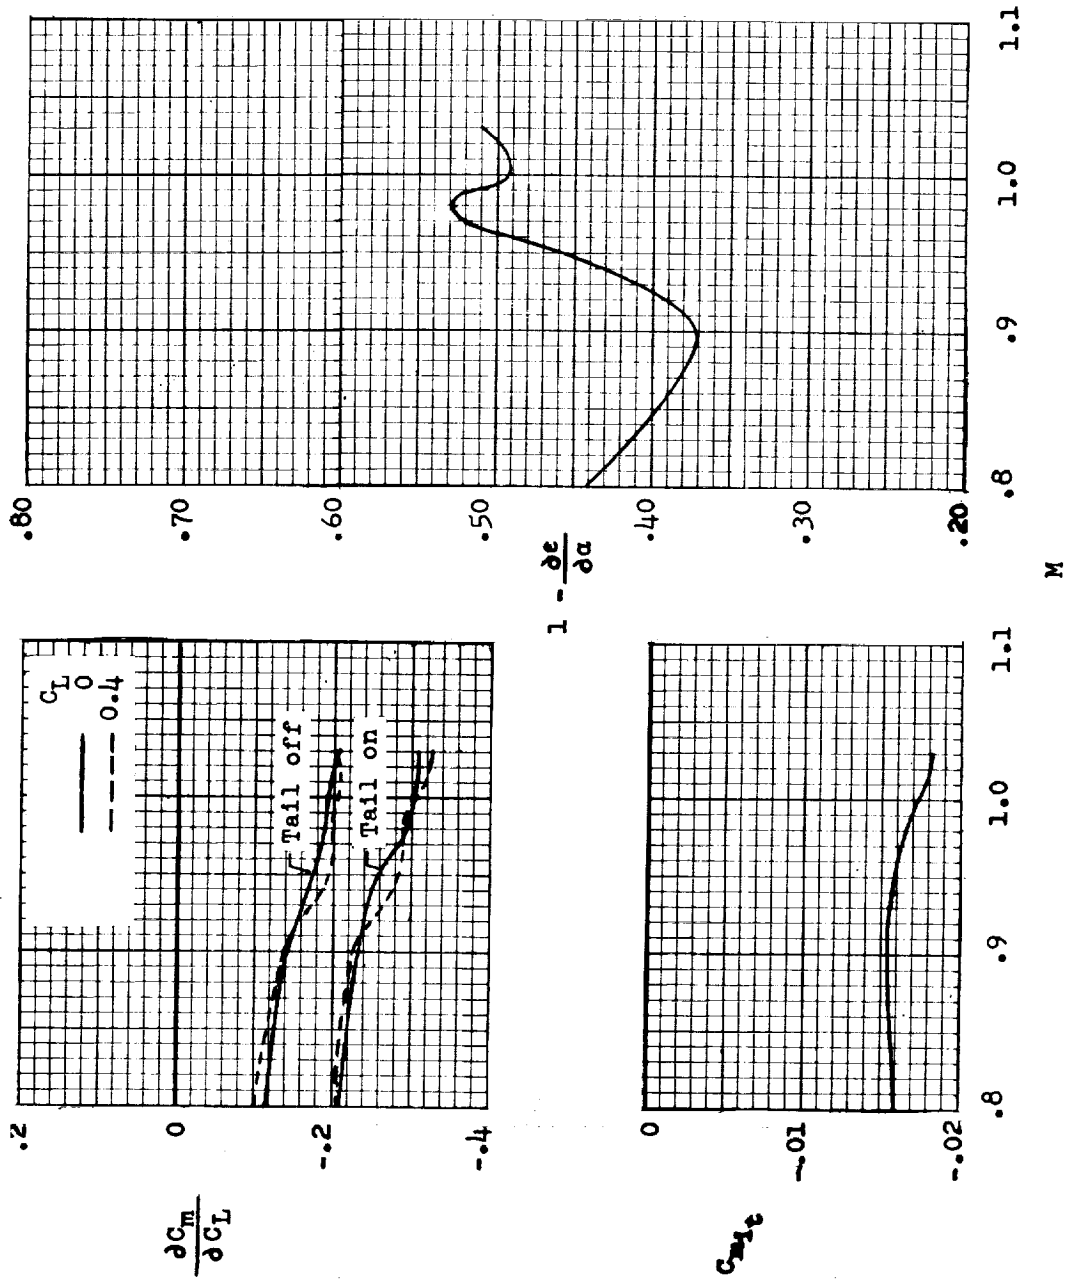 .2
0
-.2
-.4
∂Cm
∂CL
CL
0
0.4
Tail off
Tail on
0
-.01
-.02
Cmit
.8
.9
1.0
1.1
.80
.70
.60
.50
.40
.30
.20
1 - ∂ε
∂α
.8
.9
1.0
1.1
M